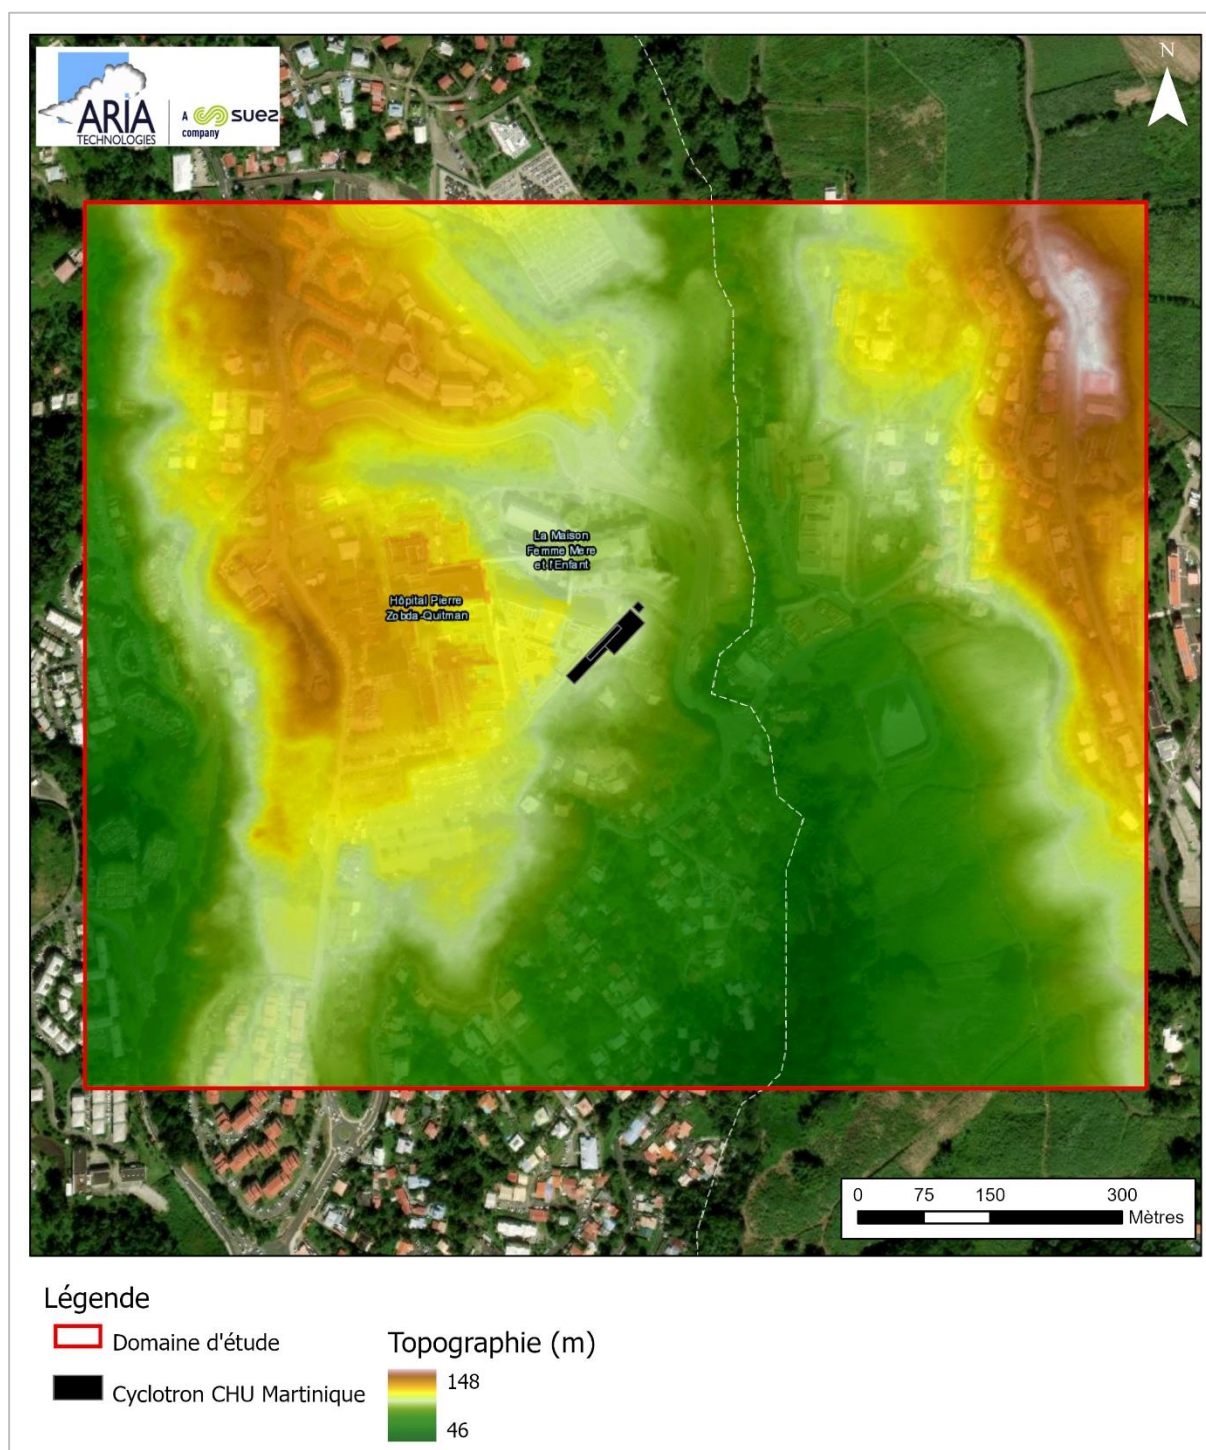 ARIA
TECHNOLOGIES
A suez
company
N
La Maison
Femme Mere
et l'Enfant
Hôpital Pierre
Zobda-Quitman
0 75 150 300
Mètres
Légende
Domaine d'étude
Cyclotron CHU Martinique
Topographie (m)
148
46